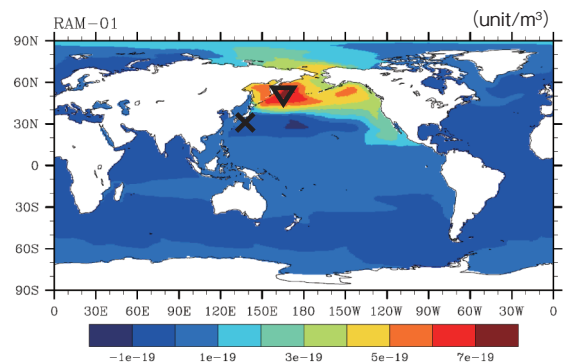 RAM-01 (unit/m³)
90N
60N
30N
0
30S
60S
90S
0 30E 60E 90E 120E 150E 180 150W 120W 90W 60W 30W 0
-1e-19 1e-19 3e-19 5e-19 7e-19